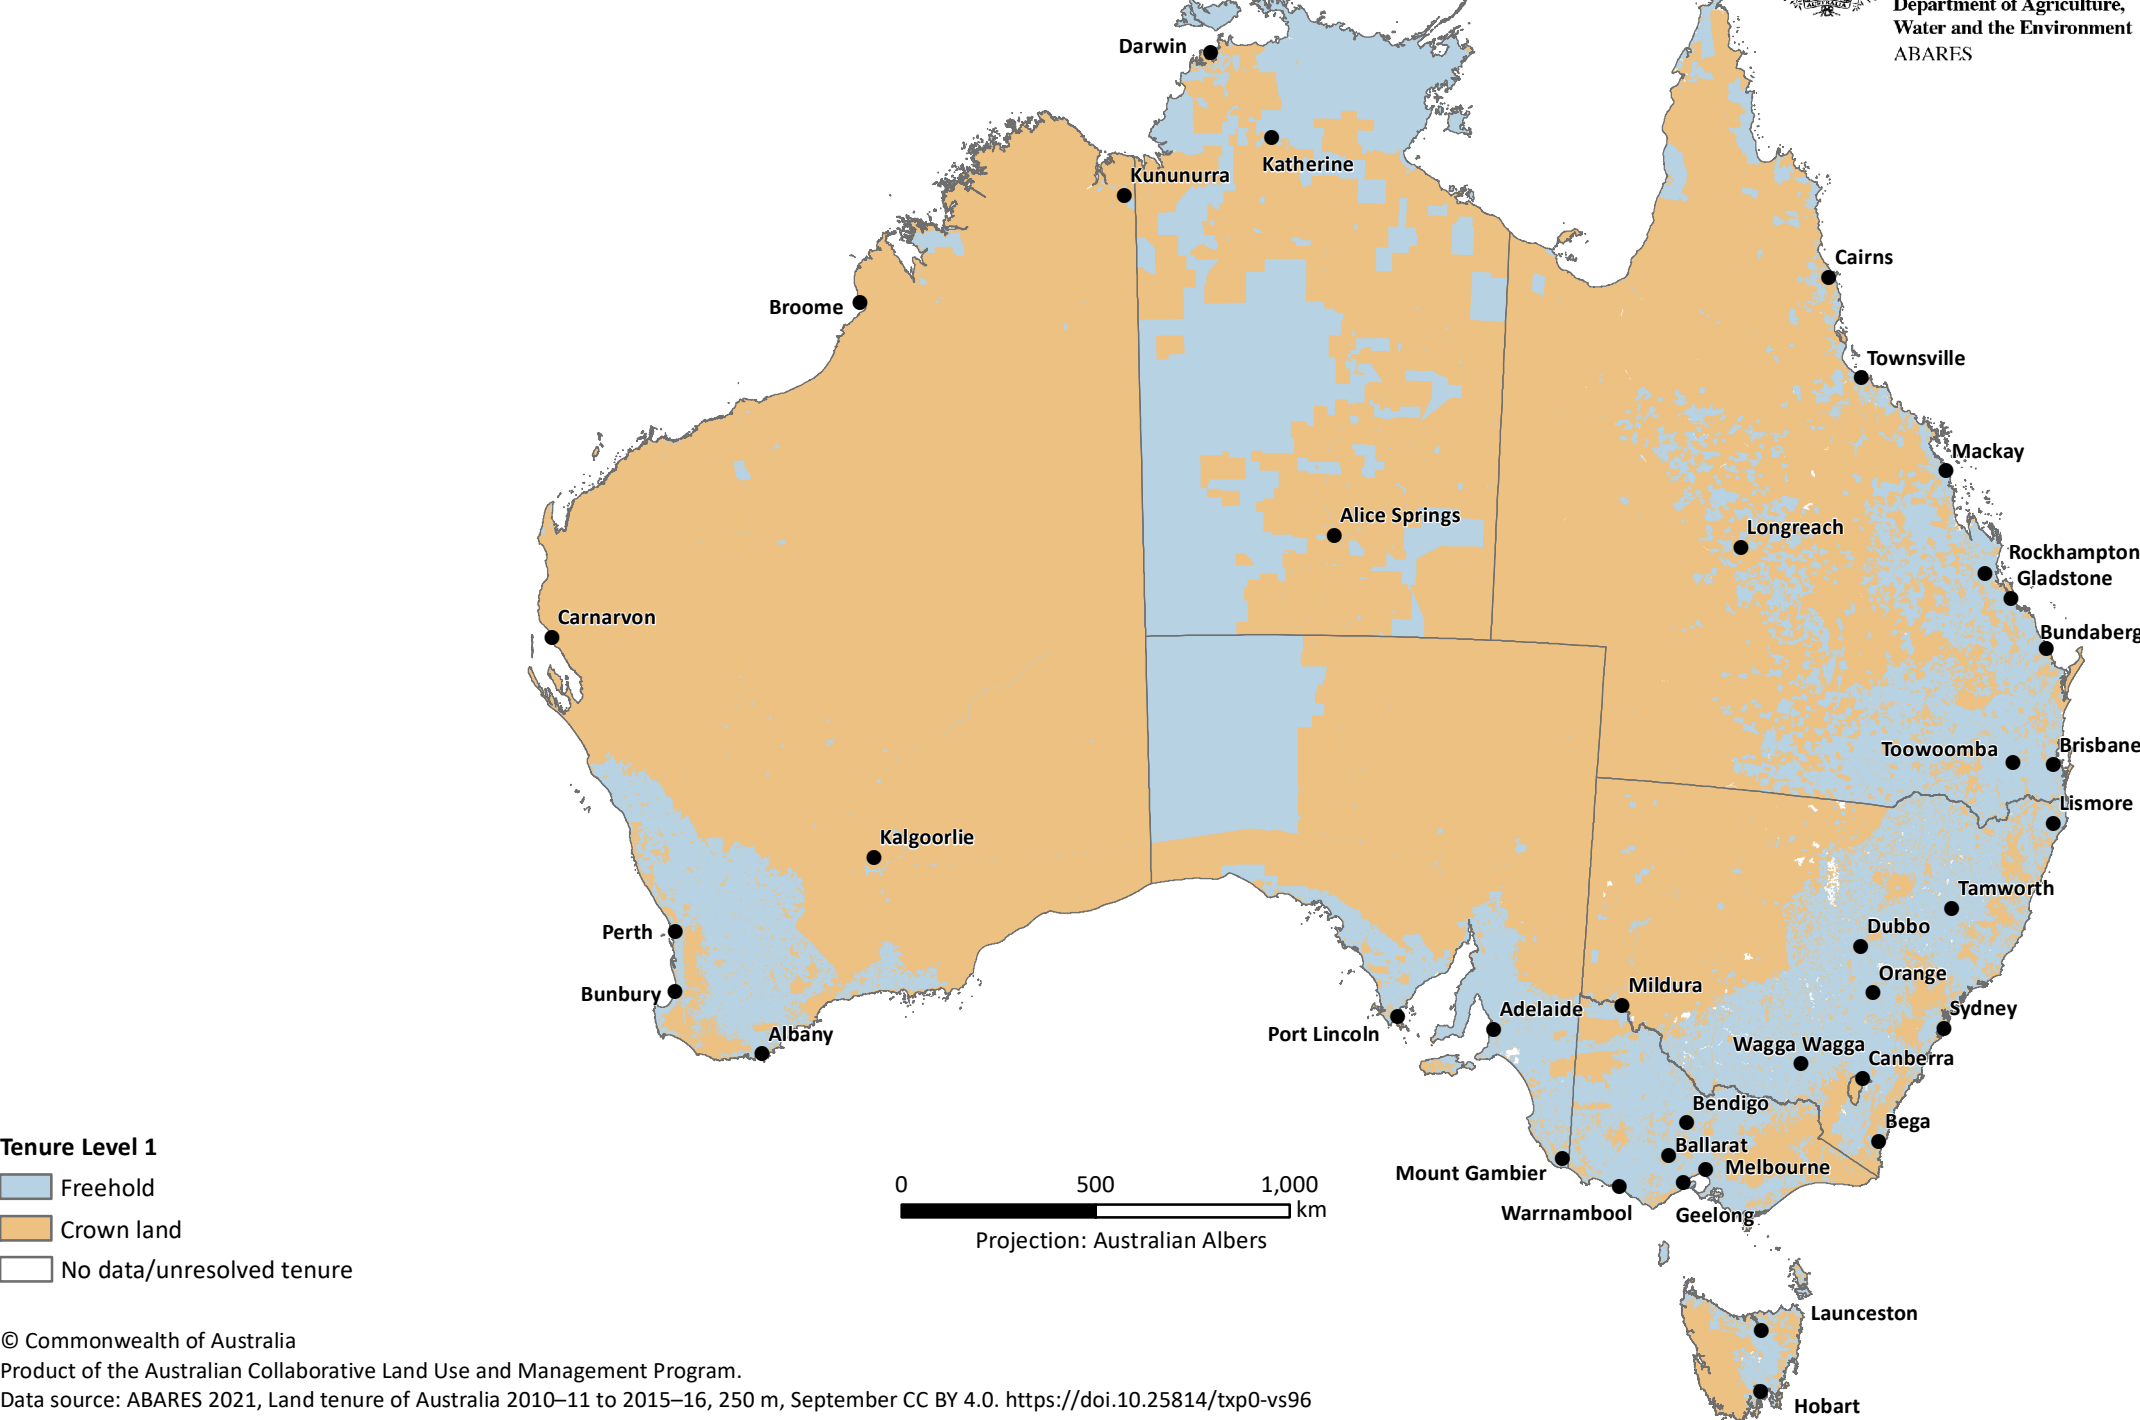 Department of Agriculture,
Water and the Environment
ABARES
Darwin
Katherine
Kununurra
Cairns
Broome
Townsville
Mackay
Alice Springs
Longreach
Rockhampton
Gladstone
Carnarvon
Bundaberg
Toowoomba
Brisbane
Lismore
Kalgoorlie
Tamworth
Dubbo
Perth
Orange
Mildura
Bunbury
Sydney
Adelaide
Port Lincoln
Albany
Wagga Wagga
Canberra
Bendigo
Bega
Ballarat
Melbourne
Mount Gambier
Warrnambool
Geelong
Launceston
Hobart
Tenure Level 1
Freehold
Crown land
No data/unresolved tenure
0 500 1,000
km
Projection: Australian Albers
© Commonwealth of Australia
Product of the Australian Collaborative Land Use and Management Program.
Data source: ABARES 2021, Land tenure of Australia 2010–11 to 2015–16, 250 m, September CC BY 4.0. https://doi.org/10.25814/txp0-vs96